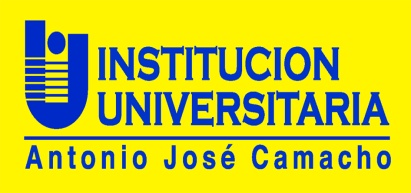 INSTITUCION
UNIVERSITARIA
Antonio José Camacho